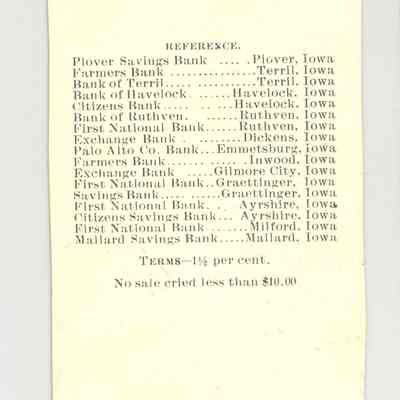 REFERENCE.
Plover Savings Bank ..... Plover, Iowa
Farmers Bank ................Terril, Iowa
Bank of Terril..... ............Terril, Iowa
Bank of Havelock. ......Havelock, Iowa
Citizens Bank..... .. .....Havelock, Iowa
Bank of Ruthven. .......Ruthven, Iowa
First National Bank......Ruthven, Iowa
Exchange Bank . ........Dickens, Iowa
Palo Alto Co. Bank...Emmetsburg, Iowa
Farmers Bank....... ..........Inwood, Iowa
Exchange Bank .....Gilmore City, Iowa
First National Bank..Graettinger, Iowa
Savings Bank..... ......Graettinger, Iowa
First National Bank. . Ayrshire, Iowa
Citizens Savings Bank... Ayrshire, Iowa
First National Bank .......Milford, Iowa
Mallard Savings Bank.....Mallard, Iowa
TERMS—1½ per cent.
No sale cried less than $10.00